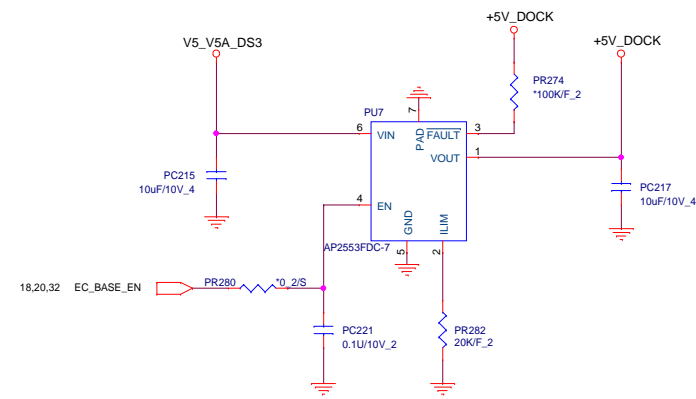 +5V_DOCK
V5_V5A_DS3
+5V_DOCK
PR274
*100K/F_2
PU7
7
6
VIN
PAD
FAULT
3
VOUT
1
PC215
10uF/10V_4
PC217
10uF/10V_4
4
EN
GND
ILIM
AP2553FDC-7
5
2
18,20,32 EC_BASE_EN
PR280
*0_2/S
PC221
0.1U/10V_2
PR282
20K/F_2